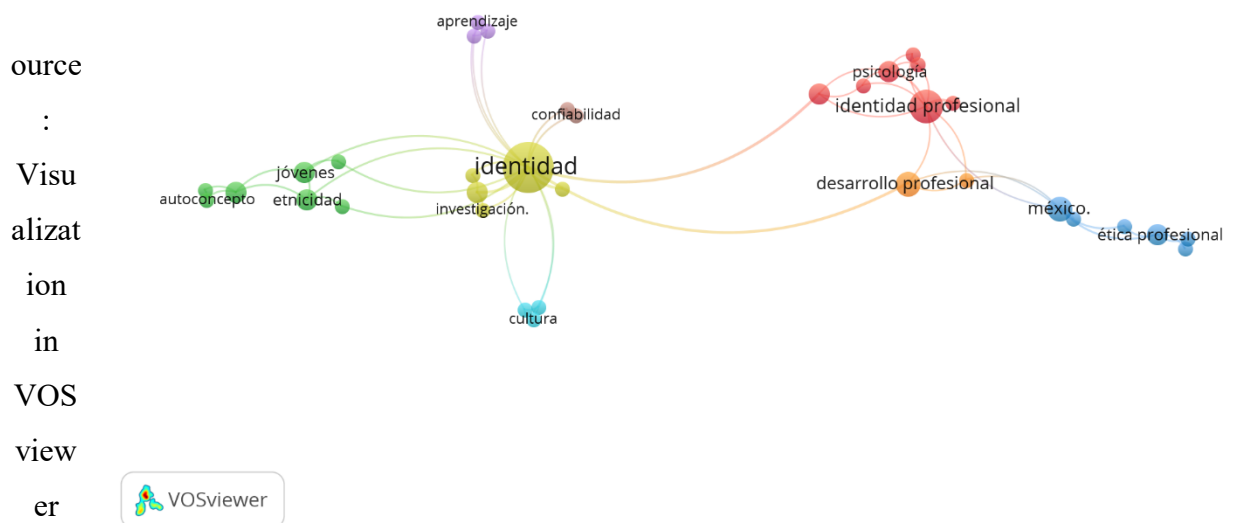 ource
:
Visu
alizat
ion
in
VOS
view
er
aprendizaje
psicología
identidad profesional
confiabilidad
identidad
jóvenes
autoconcepto
etnicidad
investigación.
desarrollo profesional
méxico.
ética profesional
cultura
VOSviewer